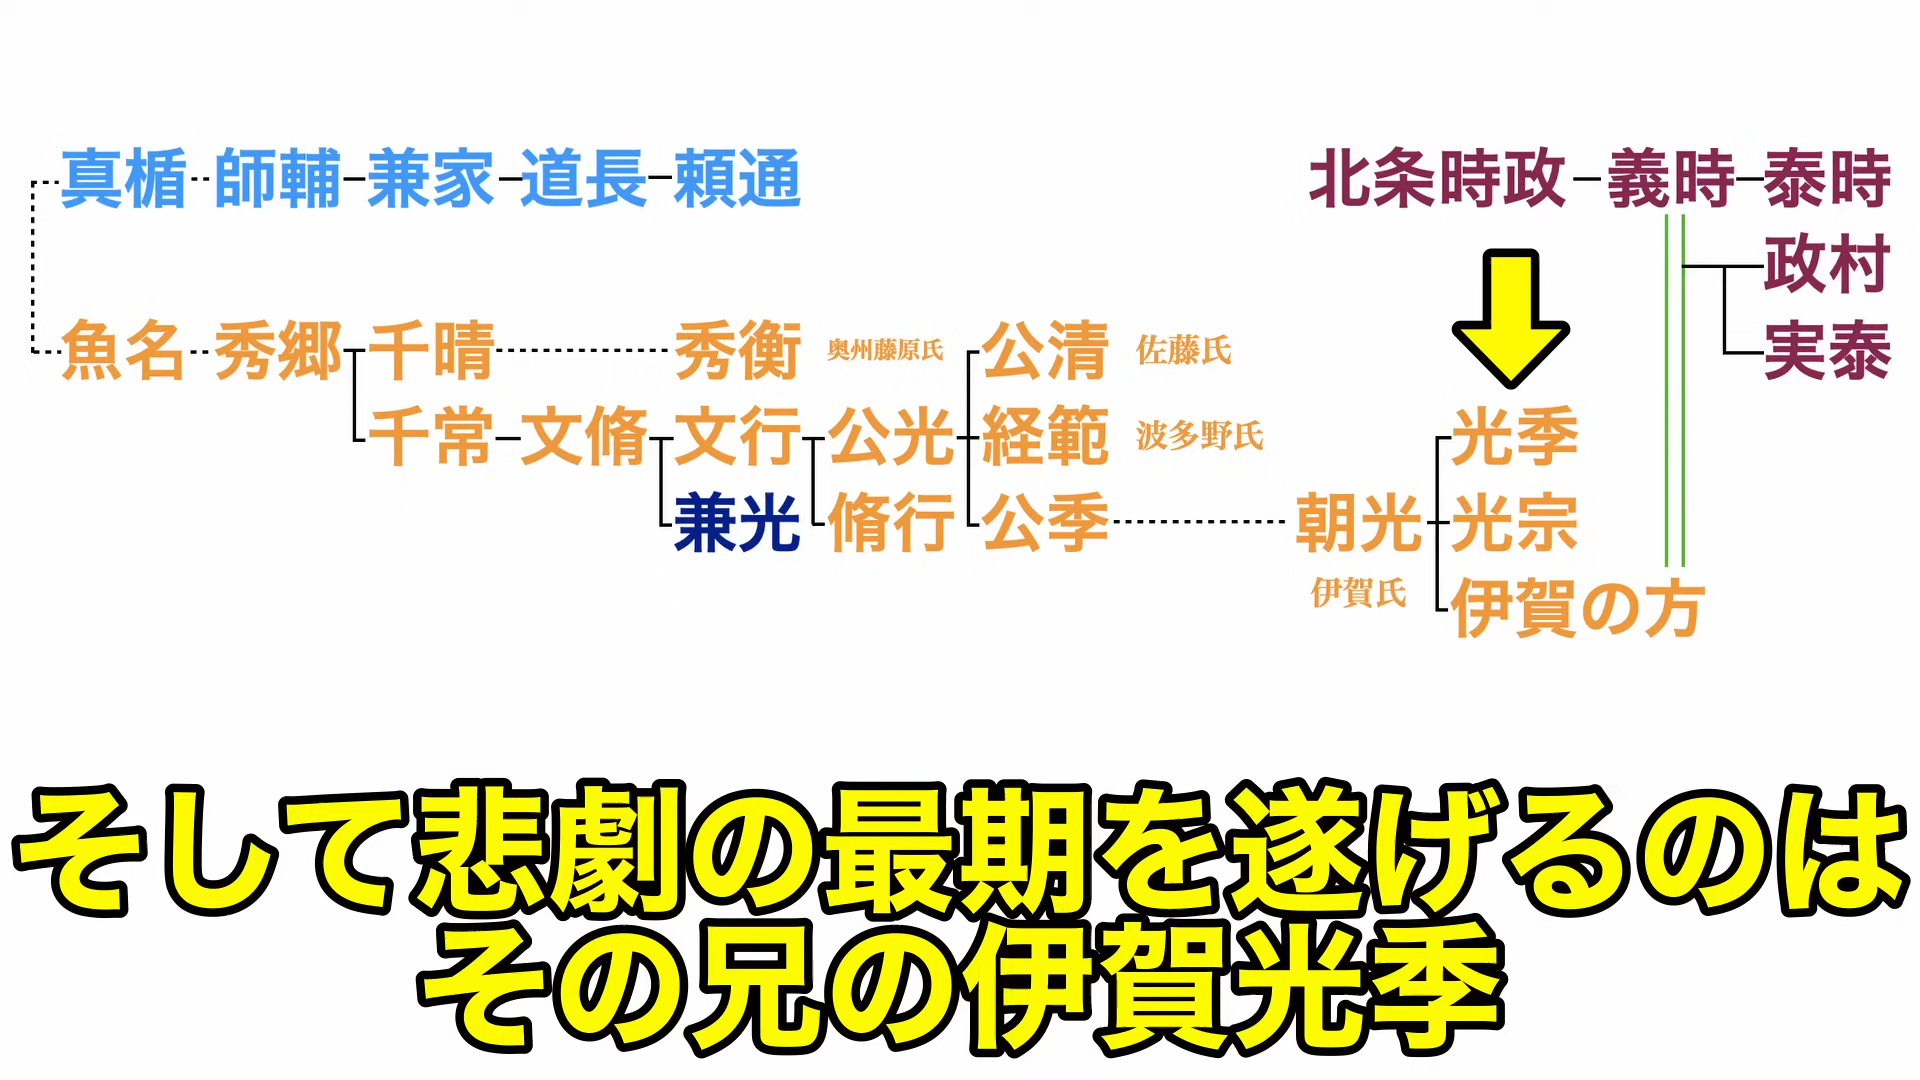 真楯 師輔 兼家 道長 頼通
北条時政 義時 泰時
政村
魚名 秀郷 千晴 秀衡 奥州藤原氏 公清 佐藤氏
実泰
千常 文脩 文行 公光 経範 波多野氏 光季
兼光 脩行 公季 朝光 光宗
伊賀氏 伊賀の方
そして悲劇の最期を遂げるのは
その兄の伊賀光季